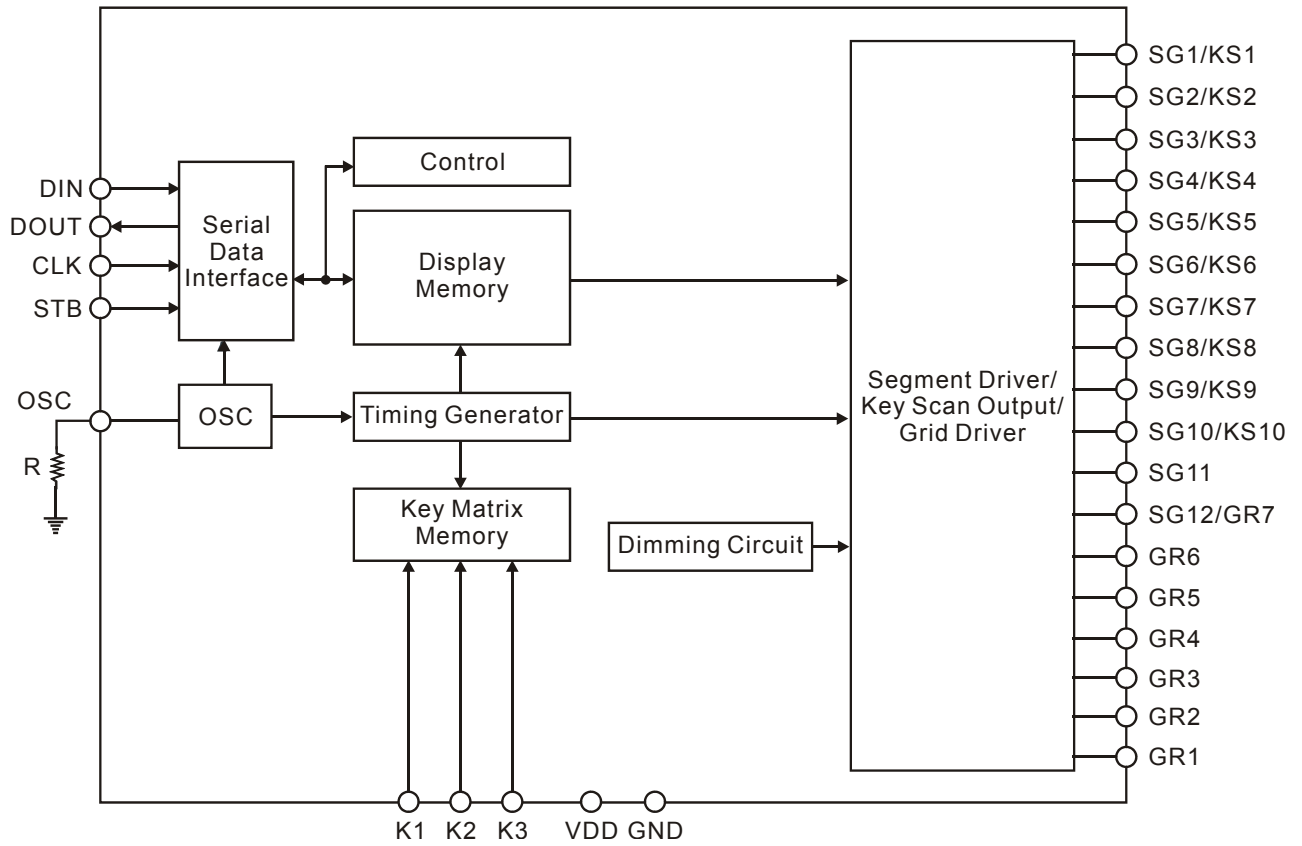 DIN
DOUT
CLK
STB
OSC
R
Serial
Data
Interface
OSC
Control
Display
Memory
Timing Generator
Key Matrix
Memory
Dimming Circuit
Segment Driver/
Key Scan Output/
Grid Driver
SG1/KS1
SG2/KS2
SG3/KS3
SG4/KS4
SG5/KS5
SG6/KS6
SG7/KS7
SG8/KS8
SG9/KS9
SG10/KS10
SG11
SG12/GR7
GR6
GR5
GR4
GR3
GR2
GR1
K1 K2 K3 VDD GND